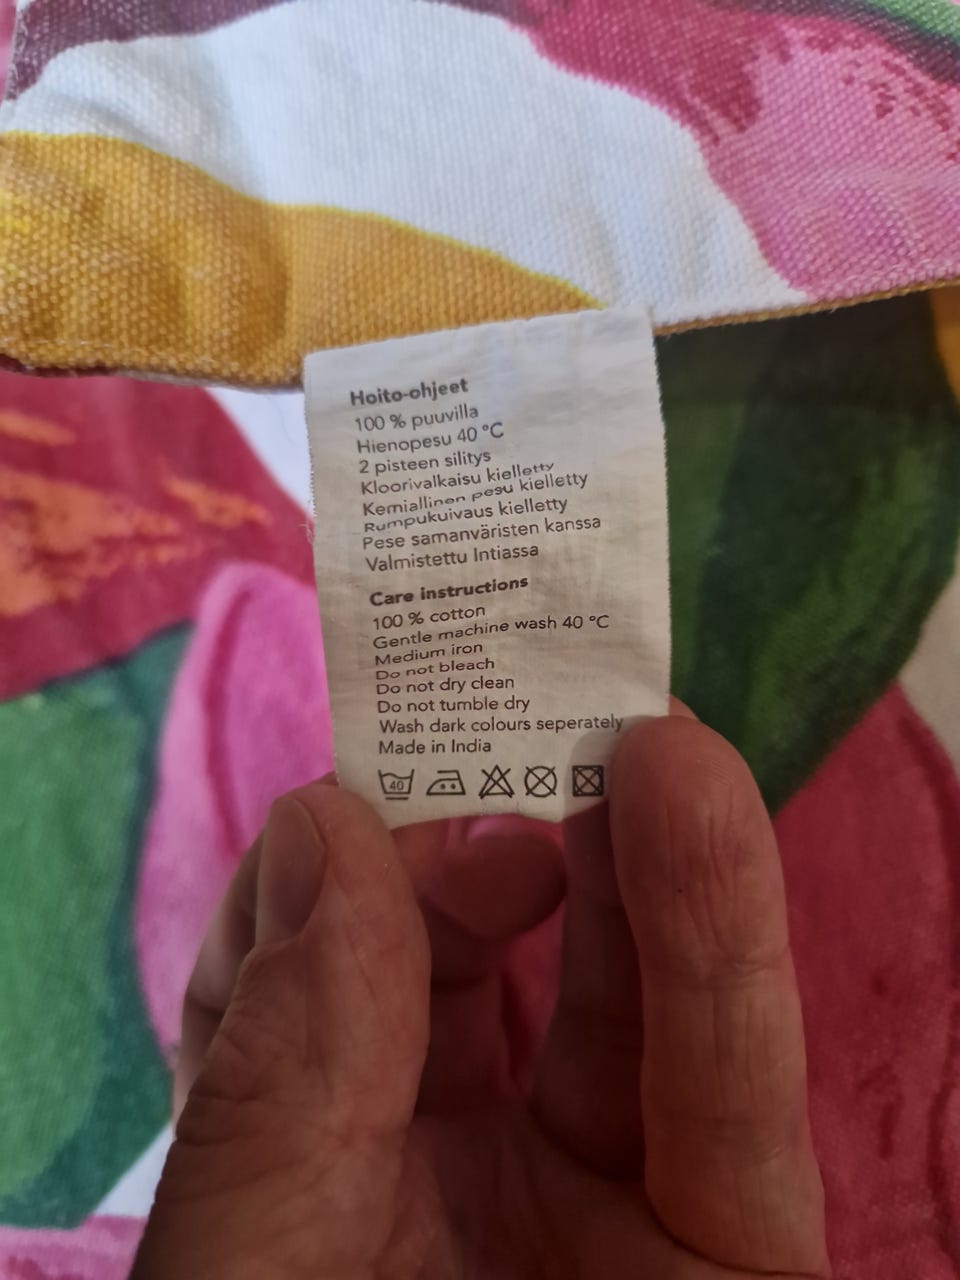 Hoito-ohjeet
100 % puuvilla
Hienopesu 40 °C
2 pisteen silitys
Kloorivalkaisu kielletty
Kemiallinen pesu kielletty
Rumpukuivaus kielletty
Pese samanväristen kanssa
Valmistettu Intiassa
Care instructions
100 % cotton
Gentle machine wash 40 °C
Medium iron
Do not bleach
Do not dry clean
Do not tumble dry
Wash dark colours seperately
Made in India
40